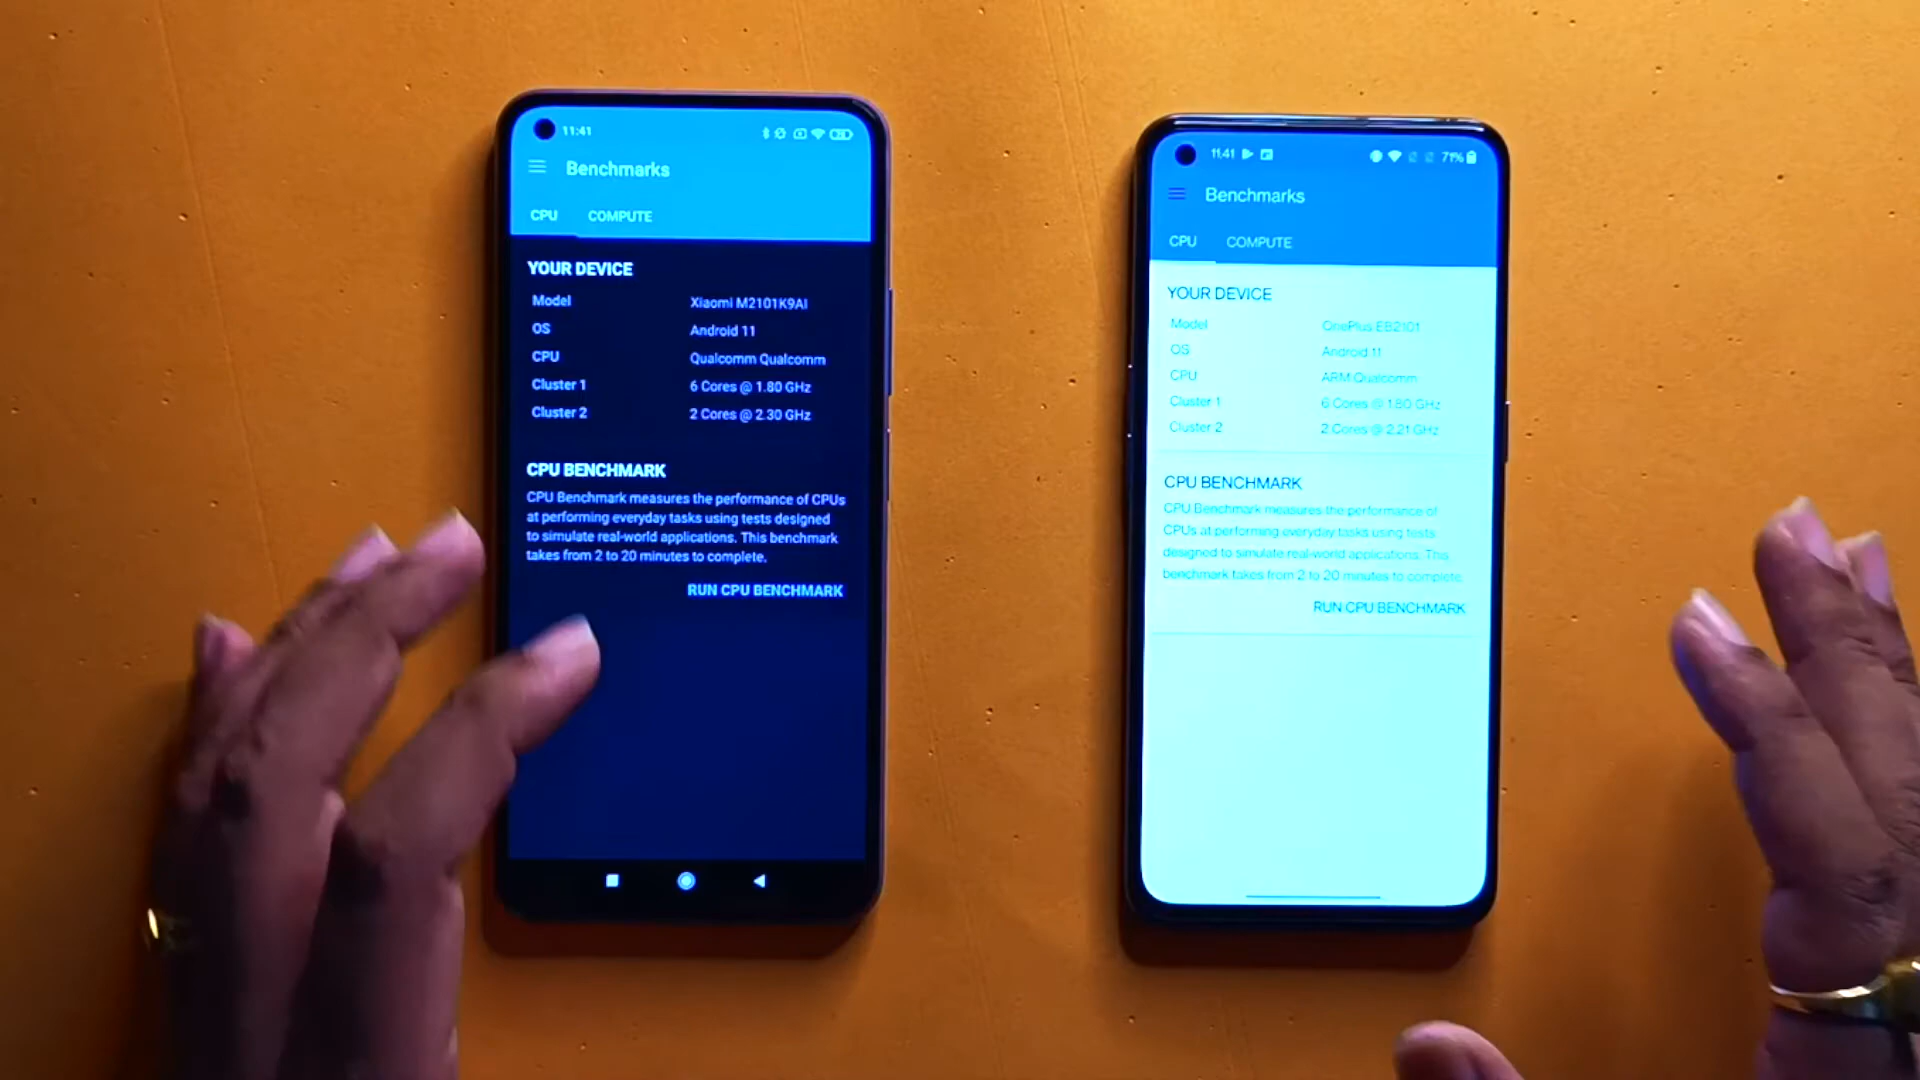 11:41
Benchmarks
CPU COMPUTE
YOUR DEVICE
Model Xiaomi M2101K9AI
OS Android 11
CPU Qualcomm Qualcomm
Cluster 1 6 Cores @ 1.80 GHz
Cluster 2 2 Cores @ 2.30 GHz
CPU BENCHMARK
CPU Benchmark measures the performance of CPUs
at performing everyday tasks using tests designed
to simulate real-world applications. This benchmark
takes from 2 to 20 minutes to complete.
RUN CPU BENCHMARK
11:41 71%
Benchmarks
CPU COMPUTE
YOUR DEVICE
Model OnePlus EB2101
OS Android 11
CPU ARM Qualcomm
Cluster 1 6 Cores @ 1.80 GHz
Cluster 2 2 Cores @ 2.21 GHz
CPU BENCHMARK
CPU Benchmark measures the performance of
CPUs at performing everyday tasks using tests
designed to simulate real-world applications. This
benchmark takes from 2 to 20 minutes to complete.
RUN CPU BENCHMARK